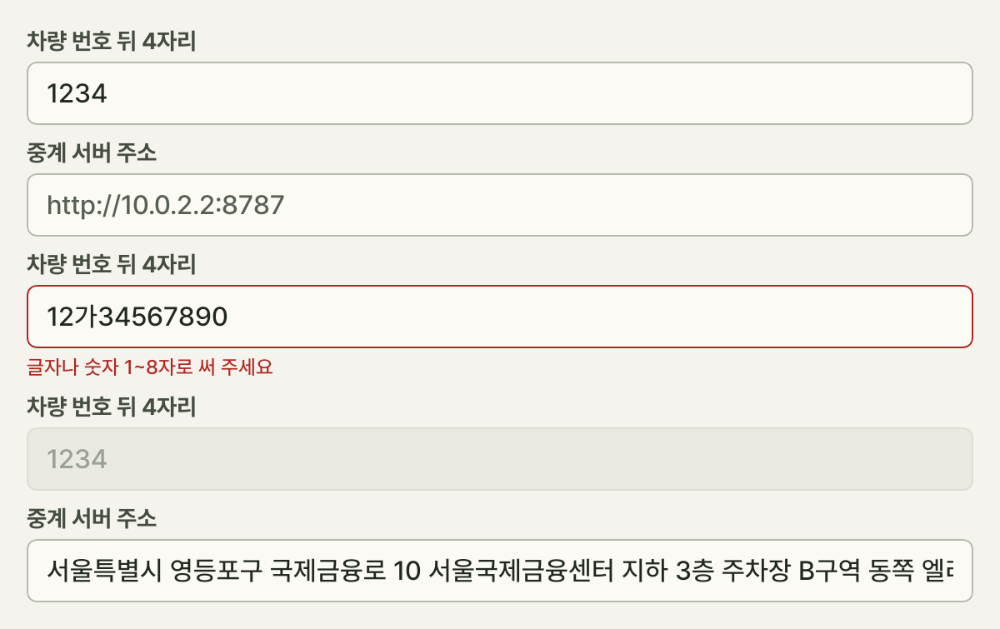 차량 번호 뒤 4자리
1234
중계 서버 주소
http://10.0.2.2:8787
차량 번호 뒤 4자리
12가34567890
글자나 숫자 1~8자로 써 주세요
차량 번호 뒤 4자리
1234
중계 서버 주소
서울특별시 영등포구 국제금융로 10 서울국제금융센터 지하 3층 주차장 B구역 동쪽